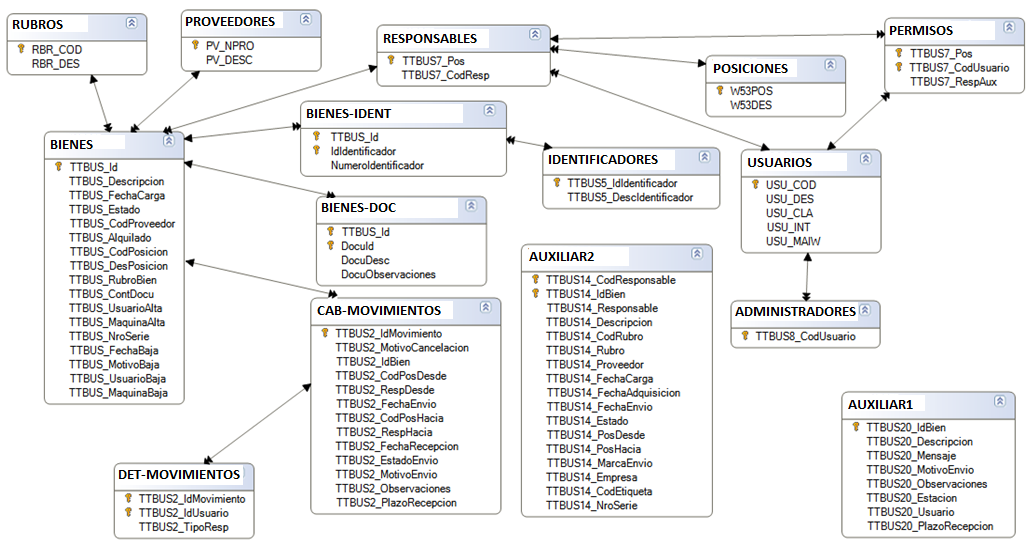 RUBROS
RBR_COD
RBR_DES
PROVEEDORES
PV_NPRO
PV_DESC
RESPONSABLES
TTBUS7_Pos
TTBUS7_CodResp
PERMISOS
TTBUS7_Pos
TTBUS7_CodUsuario
TTBUS7_RespAux
POSICIONES
W53POS
W53DES
BIENES-IDENT
TTBUS_Id
IdIdentificador
NumeroIdentificador
BIENES
TTBUS_Id
TTBUS_Descripcion
TTBUS_FechaCarga
TTBUS_Estado
TTBUS_CodProveedor
TTBUS_Alquilado
TTBUS_CodPosicion
TTBUS_DesPosicion
TTBUS_RubroBien
TTBUS_ContDocu
TTBUS_UsuarioAlta
TTBUS_MaquinaAlta
TTBUS_NroSerie
TTBUS_FechaBaja
TTBUS_MotivoBaja
TTBUS_UsuarioBaja
TTBUS_MaquinaBaja
IDENTIFICADORES
TTBUS5_IdIdentificador
TTBUS5_DescIdentificador
USUARIOS
USU_COD
USU_DES
USU_CLA
USU_INT
USU_MAIW
BIENES-DOC
TTBUS_Id
DocuId
DocuDesc
DocuObservaciones
AUXILIAR2
TTBUS14_CodResponsable
TTBUS14_IdBien
TTBUS14_Responsable
TTBUS14_Descripcion
TTBUS14_CodRubro
TTBUS14_Rubro
TTBUS14_Proveedor
TTBUS14_FechaCarga
TTBUS14_FechaAdquisicion
TTBUS14_FechaEnvio
TTBUS14_Estado
TTBUS14_PosDesde
TTBUS14_PosHacia
TTBUS14_MarcaEnvio
TTBUS14_Empresa
TTBUS14_CodEtiqueta
TTBUS14_NroSerie
CAB-MOVIMIENTOS
TTBUS2_IdMovimiento
TTBUS2_MotivoCancelacion
TTBUS2_IdBien
TTBUS2_CodPosDesde
TTBUS2_RespDesde
TTBUS2_FechaEnvio
TTBUS2_CodPosHacia
TTBUS2_RespHacia
TTBUS2_FechaRecepcion
TTBUS2_EstadoEnvio
TTBUS2_MotivoEnvio
TTBUS2_Observaciones
TTBUS2_PlazoRecepcion
ADMINISTRADORES
TTBUS8_CodUsuario
AUXILIAR1
TTBUS20_IdBien
TTBUS20_Descripcion
TTBUS20_Mensaje
TTBUS20_MotivoEnvio
TTBUS20_Observaciones
TTBUS20_Estacion
TTBUS20_Usuario
TTBUS20_PlazoRecepcion
DET-MOVIMIENTOS
TTBUS2_IdMovimiento
TTBUS2_IdUsuario
TTBUS2_TipoResp